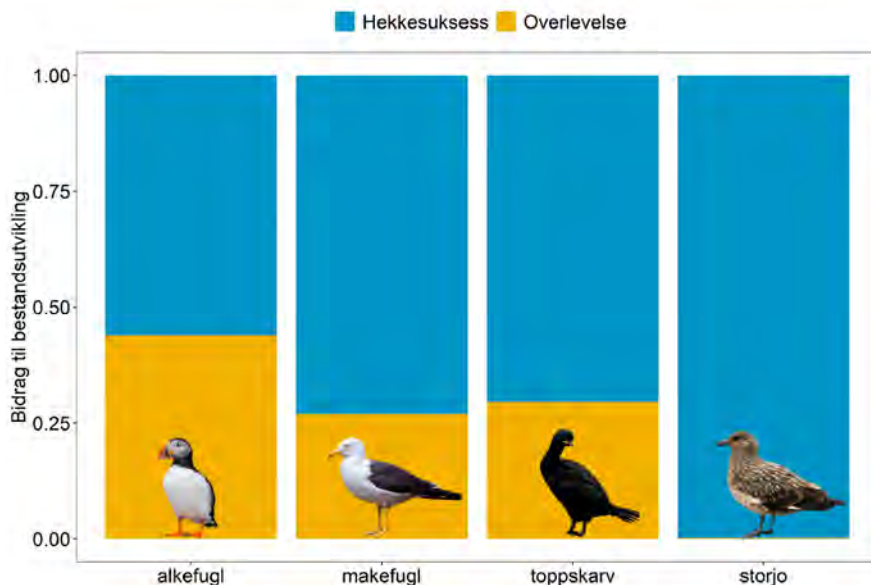 Hekkesuksess Overlevelse
1.00
0.75
0.50
0.25
0.00
Bidrag til bestandsutvikling
alkefugl makefugl toppskarv storjo